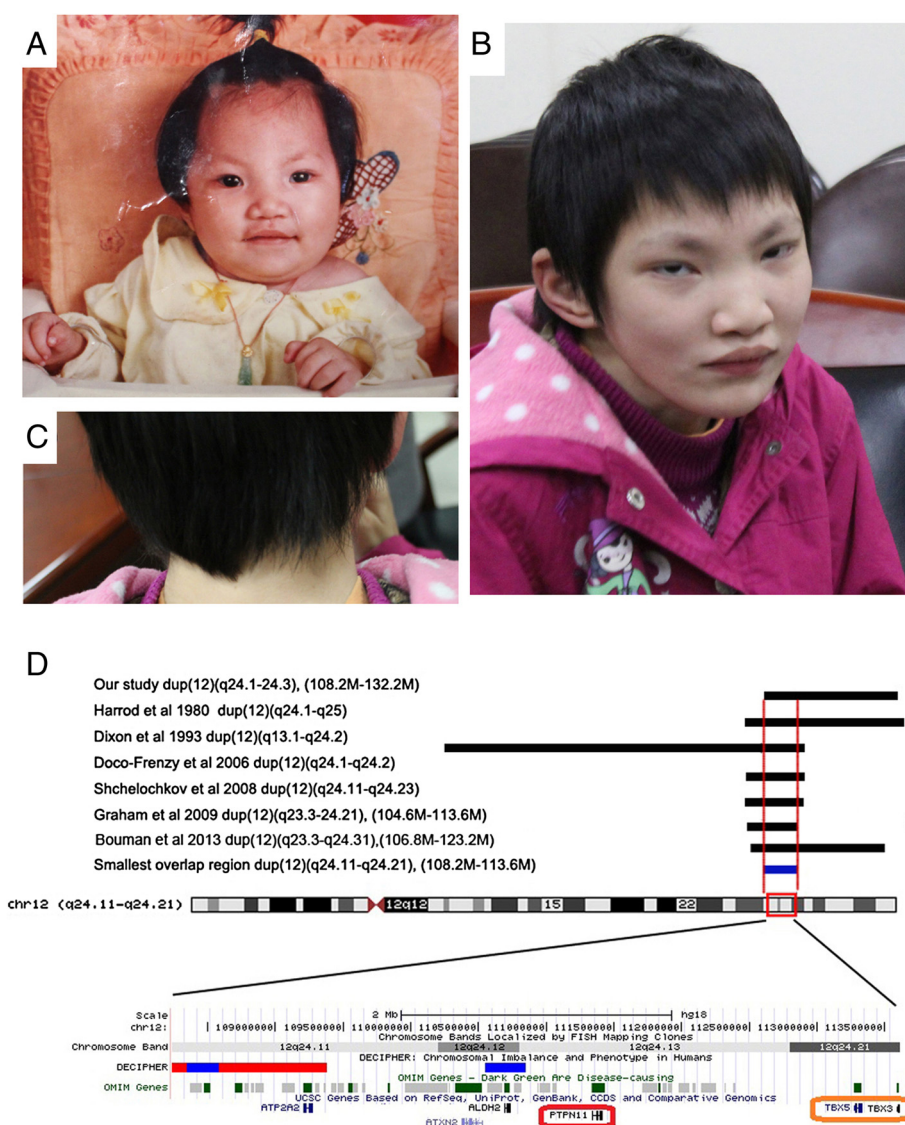 A
B
C
D
Our study dup(12)(q24.1-24.3), (108.2M-132.2M)
Harrod et al 1980 dup(12)(q24.1-q25)
Dixon et al 1993 dup(12)(q13.1-q24.2)
Doco-Frenzy et al 2006 dup(12)(q24.1-q24.2)
Shchelochkov et al 2008 dup(12)(q24.11-q24.23)
Graham et al 2009 dup(12)(q23.3-24.21), (104.6M-113.6M)
Bouman et al 2013 dup(12)(q23.3-q24.31),(106.8M-123.2M)
Smallest overlap region dup(12)(q24.11-q24.21), (108.2M-113.6M)
chr12 (q24.11-q24.21) 12q12 15 22
Scale 2 Mb hg18
chr12: 109000000 109500000 110000000 110500000 111000000 111500000 112000000 112500000 113000000 113500000
Chromosome Bands Localized by FISH Mapping Clones
Chromosome Band 12q24.11 12q24.12 12q24.13 12q24.21
DECIPHER: Chromosomal Imbalance and Phenotype in Humans
DECIPHER
OMIM Genes - Dark Green Are Disease-causing
OMIM Genes
UCSC Genes Based on RefSeq, UniProt, GenBank, CCDS and Comparative Genomics
ATP2A2 ALDH2 PTPN11 TBX5 TBX3
ATXN2